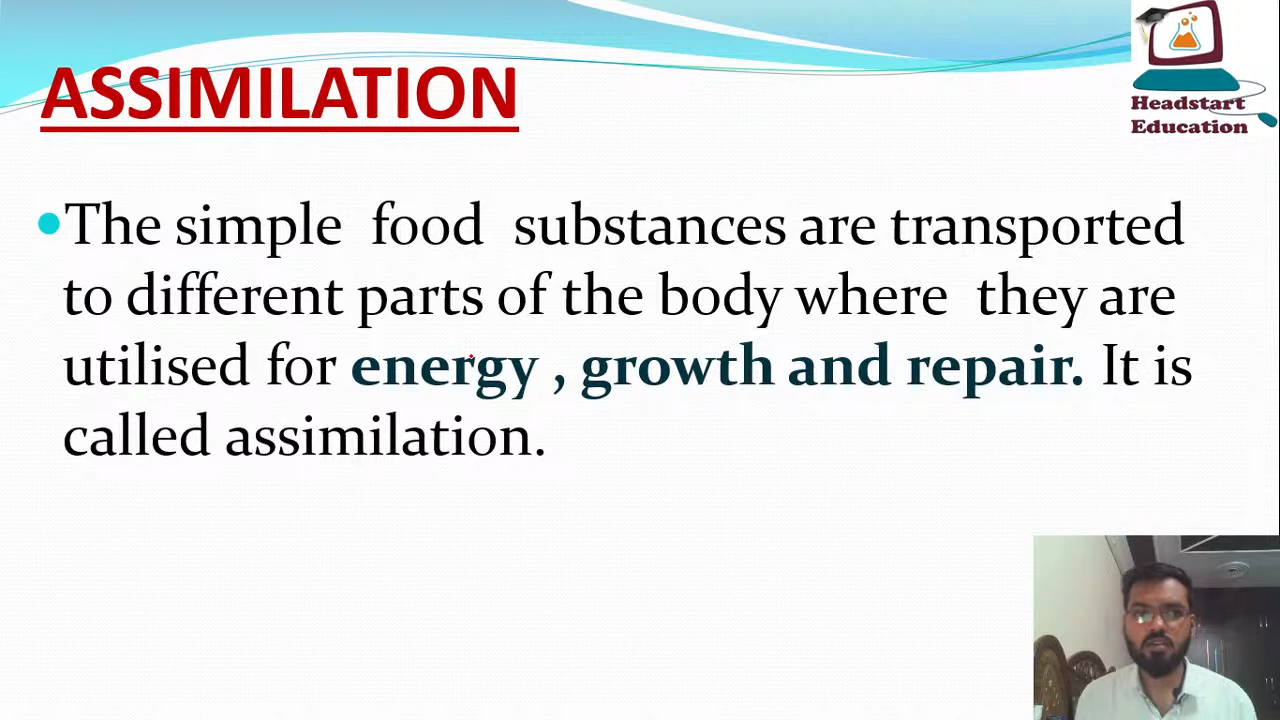 ASSIMILATION
Headstart
Education
•The simple food substances are transported
to different parts of the body where they are
utilised for energy , growth and repair. It is
called assimilation.